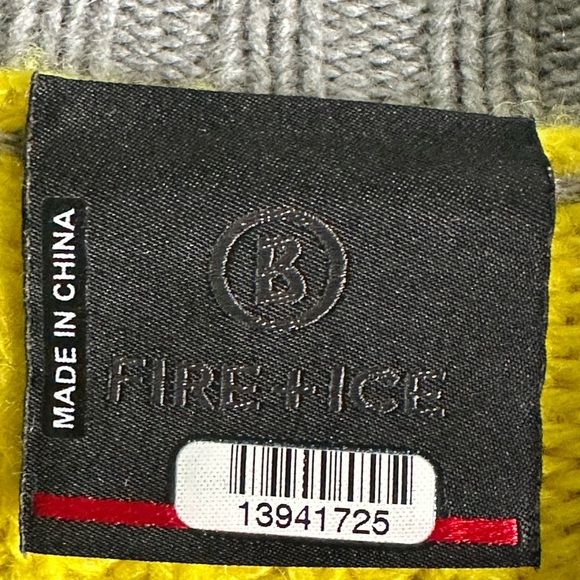 B
FIRE + ICE
MADE IN CHINA
13941725